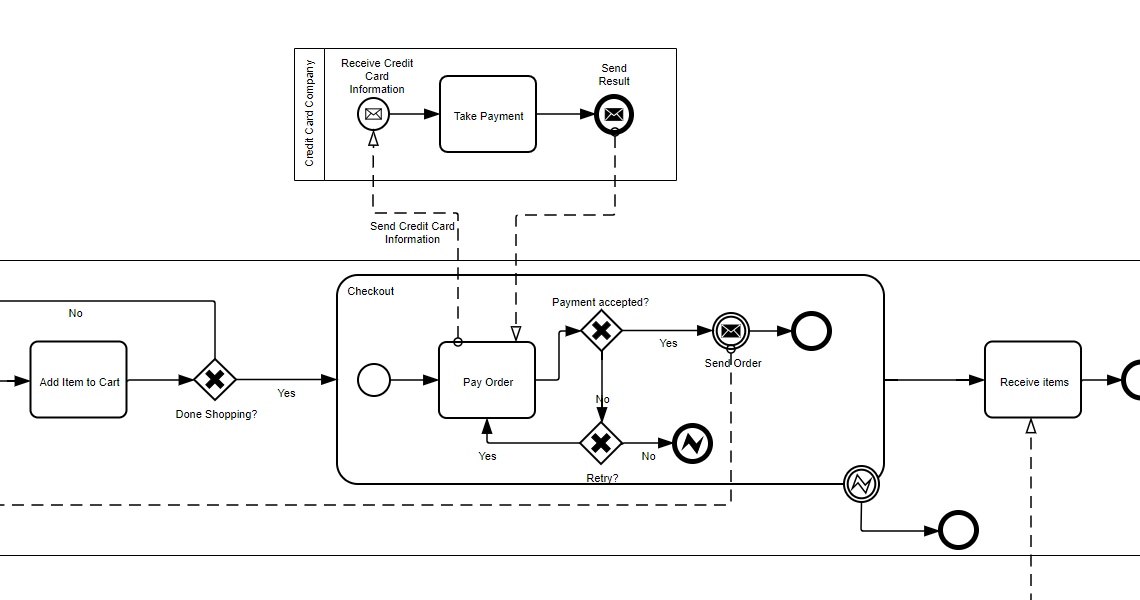 Credit Card Company
Receive Credit
Card
Information
Take Payment
Send
Result
Send Credit Card
Information
No
Add Item to Cart
Done Shopping?
Yes
Checkout
Pay Order
Payment accepted?
Yes
Send Order
No
Yes
Retry?
No
Receive items